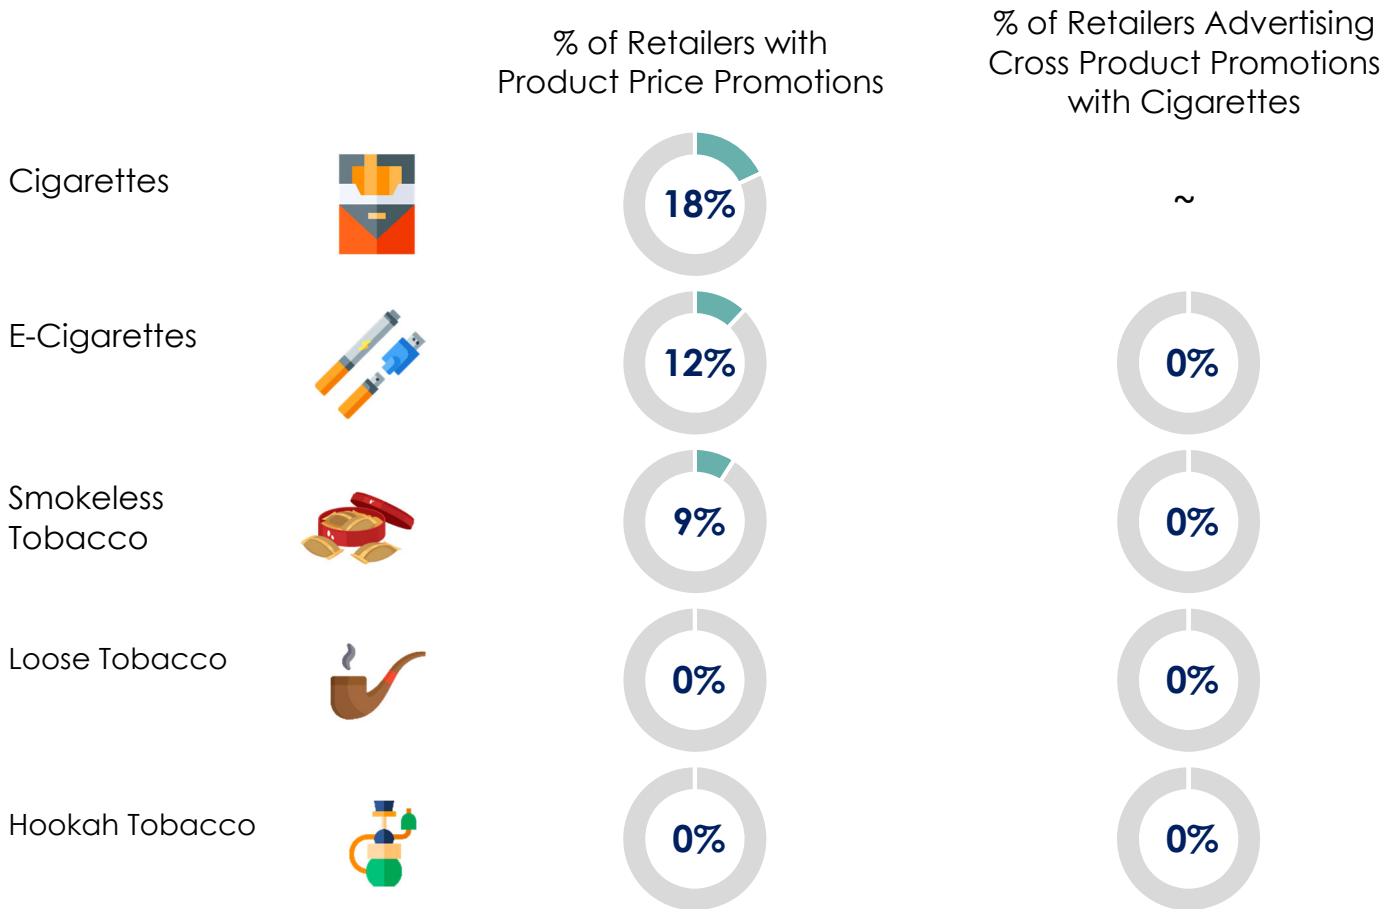 % of Retailers with
Product Price Promotions
% of Retailers Advertising
Cross Product Promotions
with Cigarettes
Cigarettes
18%
~
E-Cigarettes
12%
0%
Smokeless
Tobacco
9%
0%
Loose Tobacco
0%
0%
Hookah Tobacco
0%
0%